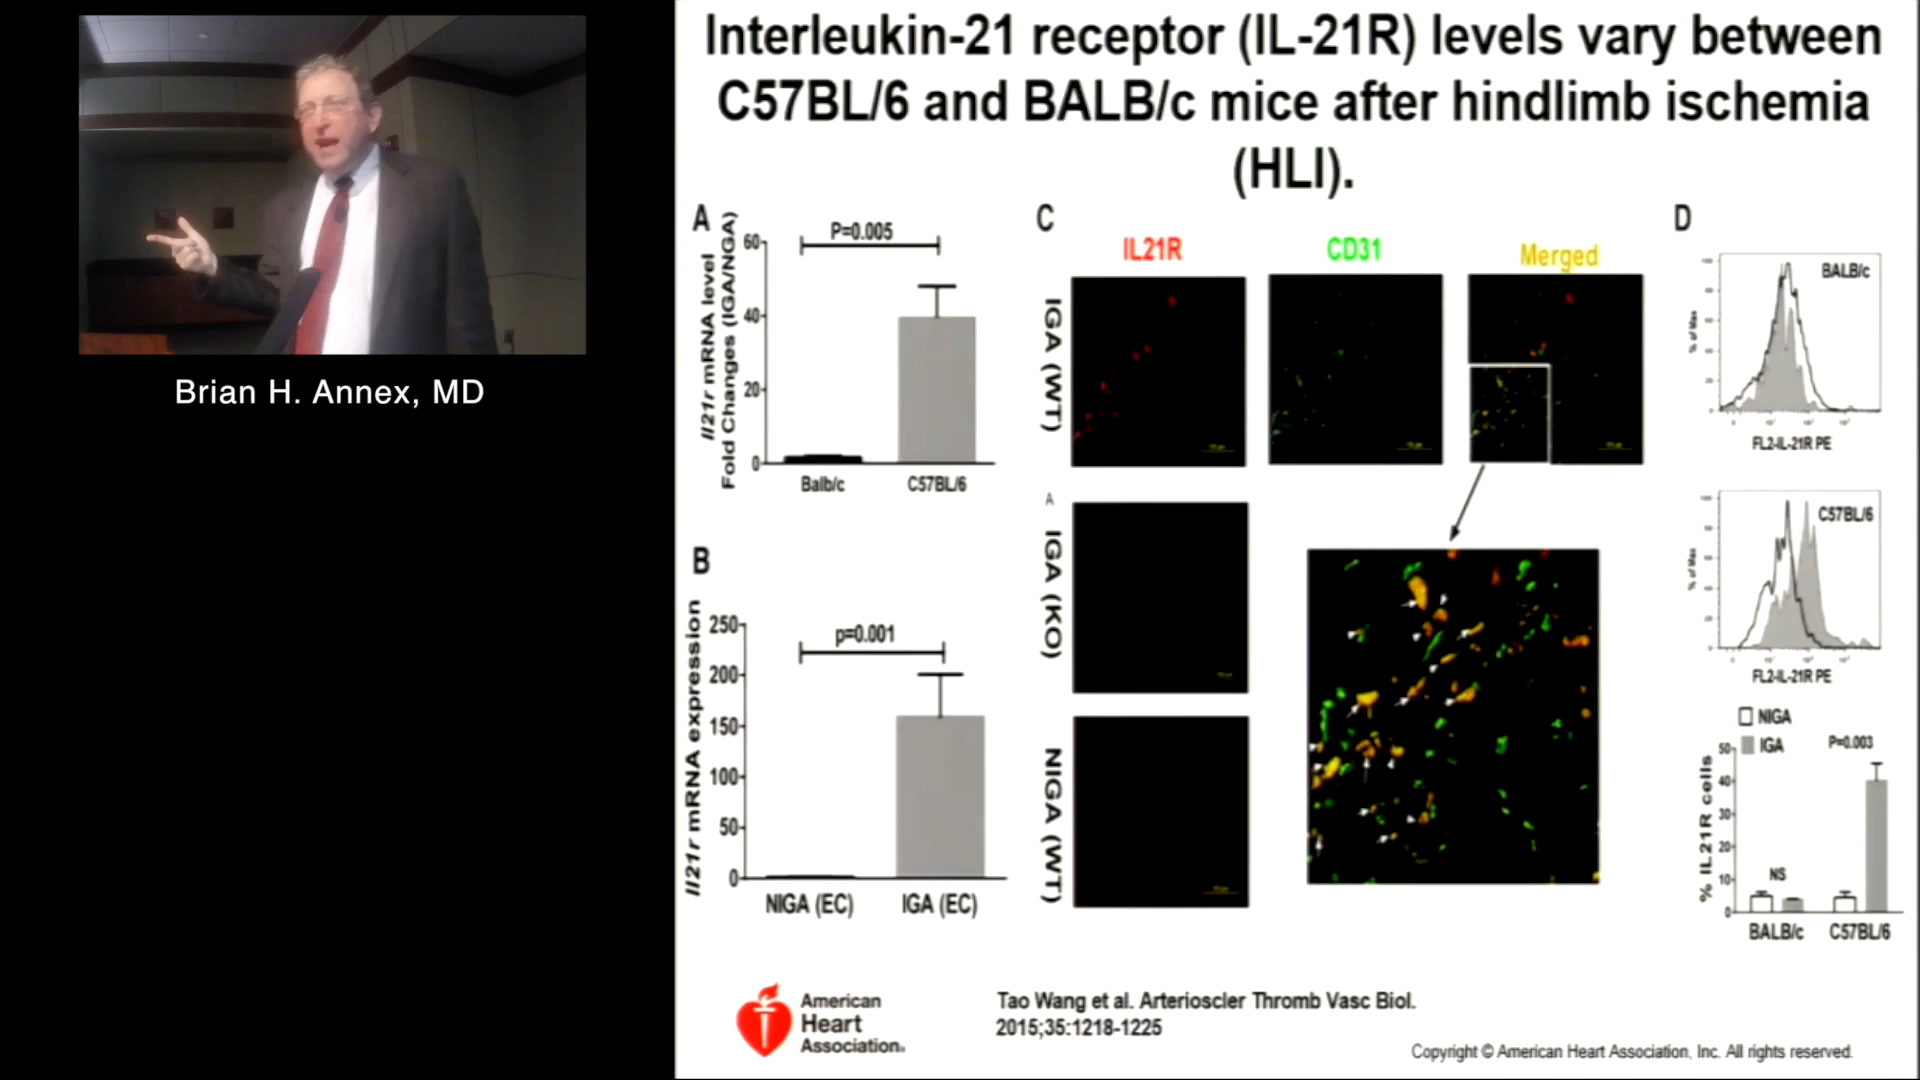 Brian H. Annex, MD
Interleukin-21 receptor (IL-21R) levels vary between
C57BL/6 and BALB/c mice after hindlimb ischemia
(HLI).
A
Il21r mRNA level
Fold Changes (IGA/NGA)
P=0.005
60
40
20
0
Balb/c
C57BL/6
B
Il21r mRNA expression
p=0.001
250
200
150
100
50
0
NIGA (EC)
IGA (EC)
C
IL21R
CD31
Merged
IGA (WT)
A
IGA (KO)
NIGA (WT)
D
BALB/c
% of Max
FL2-IL-21R PE
C57BL/6
% of Max
FL2-IL-21R PE
NIGA
IGA
P=0.003
% IL21R cells
50
40
30
20
10
0
NS
BALB/c
C57BL/6
American
Heart
Association®
Tao Wang et al. Arterioscler Thromb Vasc Biol.
2015;35:1218-1225
Copyright © American Heart Association, Inc. All rights reserved.